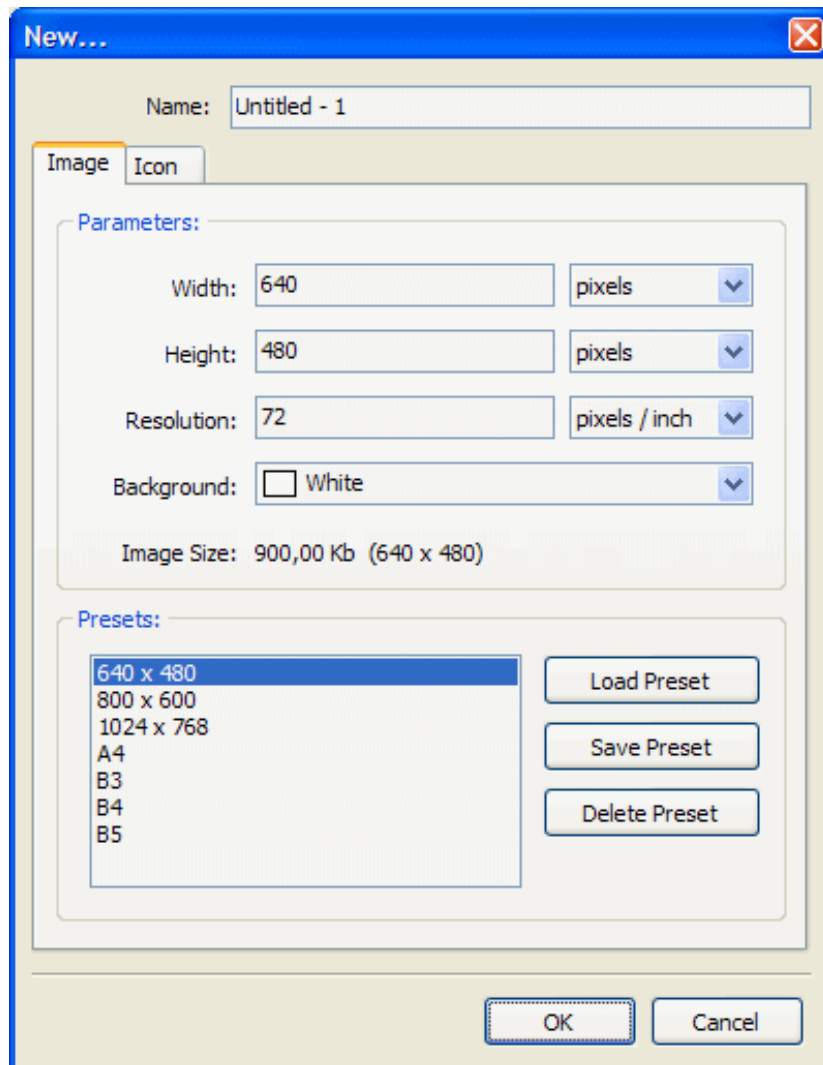 New...
Name: Untitled - 1
Image Icon
Parameters:
Width: 640 pixels
Height: 480 pixels
Resolution: 72 pixels / inch
Background: White
Image Size: 900,00 Kb (640 x 480)
Presets:
640 x 480
800 x 600
1024 x 768
A4
B3
B4
B5
Load Preset
Save Preset
Delete Preset
OK Cancel